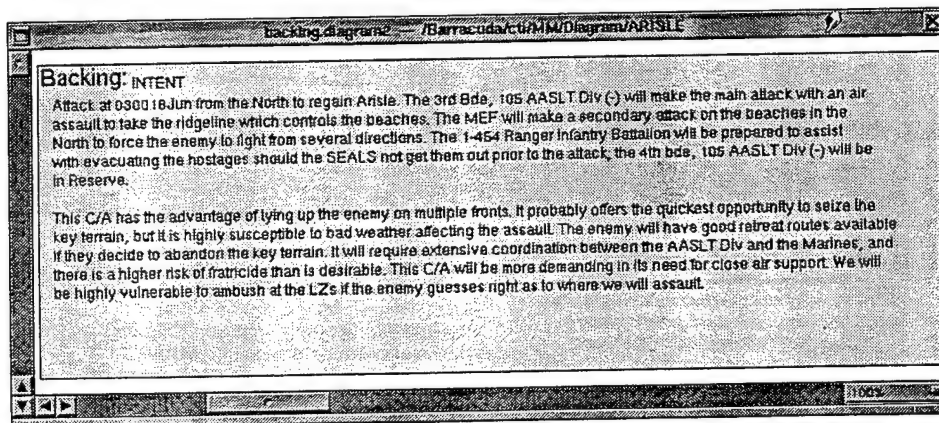 backing.diagram2 — /Barracuda/cti/MM/Diagram/ARISLE
Backing: INTENT
Attack at 0300 18Jun from the North to regain Arisle. The 3rd Bde, 105 AASLT Div (-) will make the main attack with an air
assault to take the ridgeline which controls the beaches. The MEF will make a secondary attack on the beaches in the
North to force the enemy to fight from several directions. The 1-454 Ranger Infantry Battalion will be prepared to assist
with evacuating the hostages should the SEALS not get them out prior to the attack, the 4th bde, 105 AASLT Div (-) will be
in Reserve.
This C/A has the advantage of tying up the enemy on multiple fronts. It probably offers the quickest opportunity to seize the
key terrain, but it is highly susceptible to bad weather affecting the assault. The enemy will have good retreat routes available
if they decide to abandon the key terrain. It will require extensive coordination between the AASLT Div and the Marines, and
there is a higher risk of fratricide than is desirable. This C/A will be more demanding in its need for close air support. We will
be highly vulnerable to ambush at the LZs if the enemy guesses right as to where we will assault.
100%